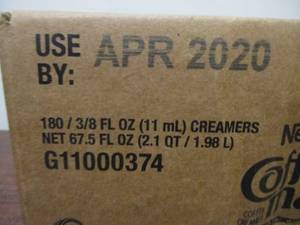 USE APR 2020
BY:
180 / 3/8 FL OZ (11 mL) CREAMERS
NET 67.5 FL OZ (2.1 QT / 1.98 L)
G11000374